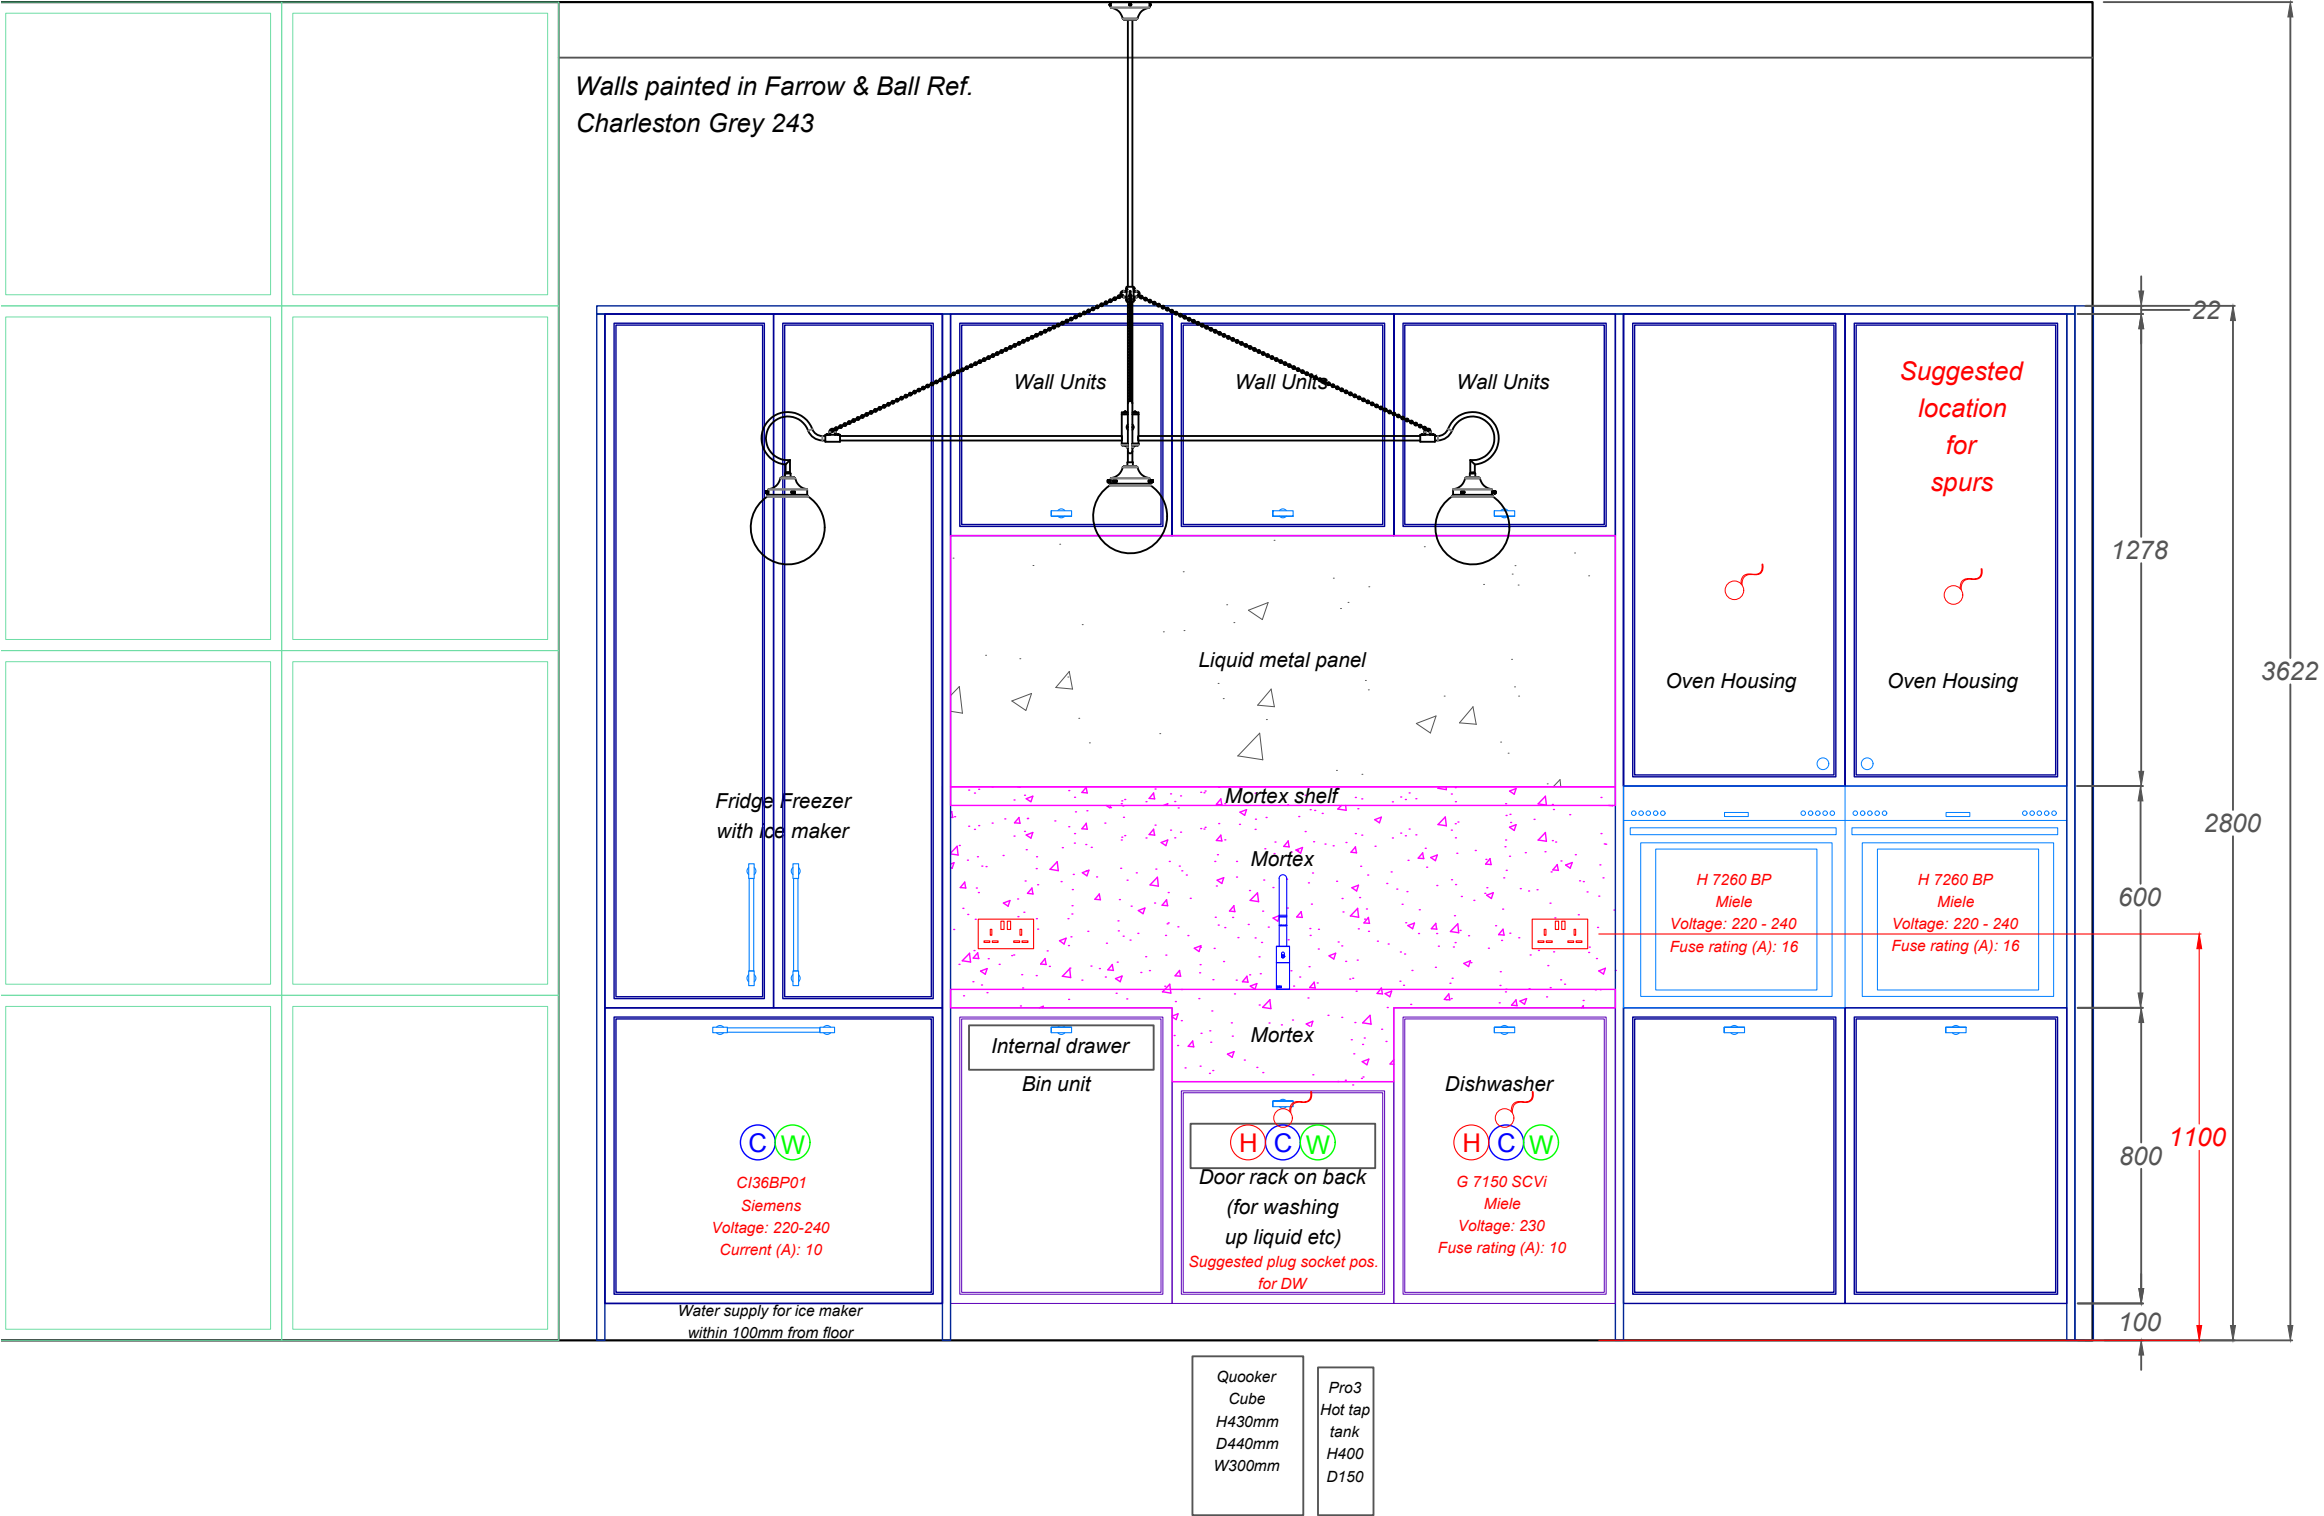 Walls painted in Farrow & Ball Ref.
Charleston Grey 243
22
Wall Units
Wall Units
Wall Units
Suggested
location
for
spurs
1278
Liquid metal panel
3622
Oven Housing
Oven Housing
Fridge Freezer
with ice maker
Mortex shelf
2800
Mortex
H 7260 BP
Miele
Voltage: 220 - 240
Fuse rating (A): 16
H 7260 BP
Miele
Voltage: 220 - 240
Fuse rating (A): 16
600
Internal drawer
Bin unit
Mortex
Dishwasher
C W
H C W
H C W
1100
800
CI36BP01
Siemens
Voltage: 220-240
Current (A): 10
Door rack on back
(for washing
up liquid etc)
Suggested plug socket pos.
for DW
G 7150 SCVi
Miele
Voltage: 230
Fuse rating (A): 10
Water supply for ice maker
within 100mm from floor
100
Quooker
Cube
H430mm
D440mm
W300mm
Pro3
Hot tap
tank
H400
D150